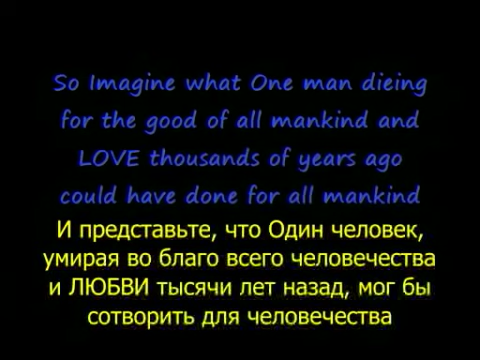 So Imagine what One man dieing
for the good of all mankind and
LOVE thousands of years ago
could have done for all mankind
И представьте, что Один человек,
умирая во благо всего человечества
и ЛЮБВИ тысячи лет назад, мог бы
сотворить для человечества